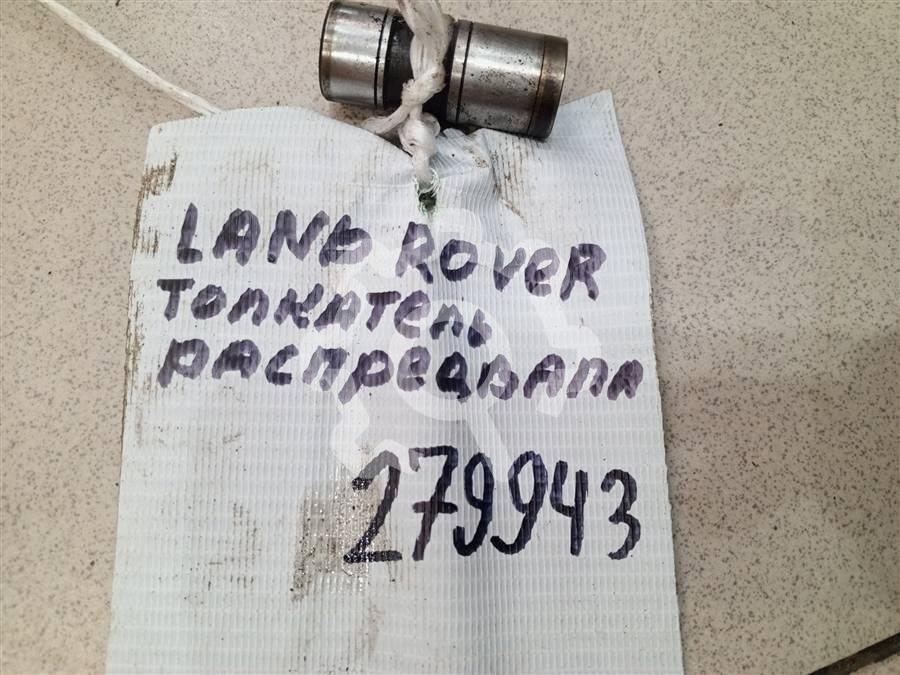 LAND ROVER
ТОЛКАТЕЛЬ
РАСПРЕДВАЛА
279943